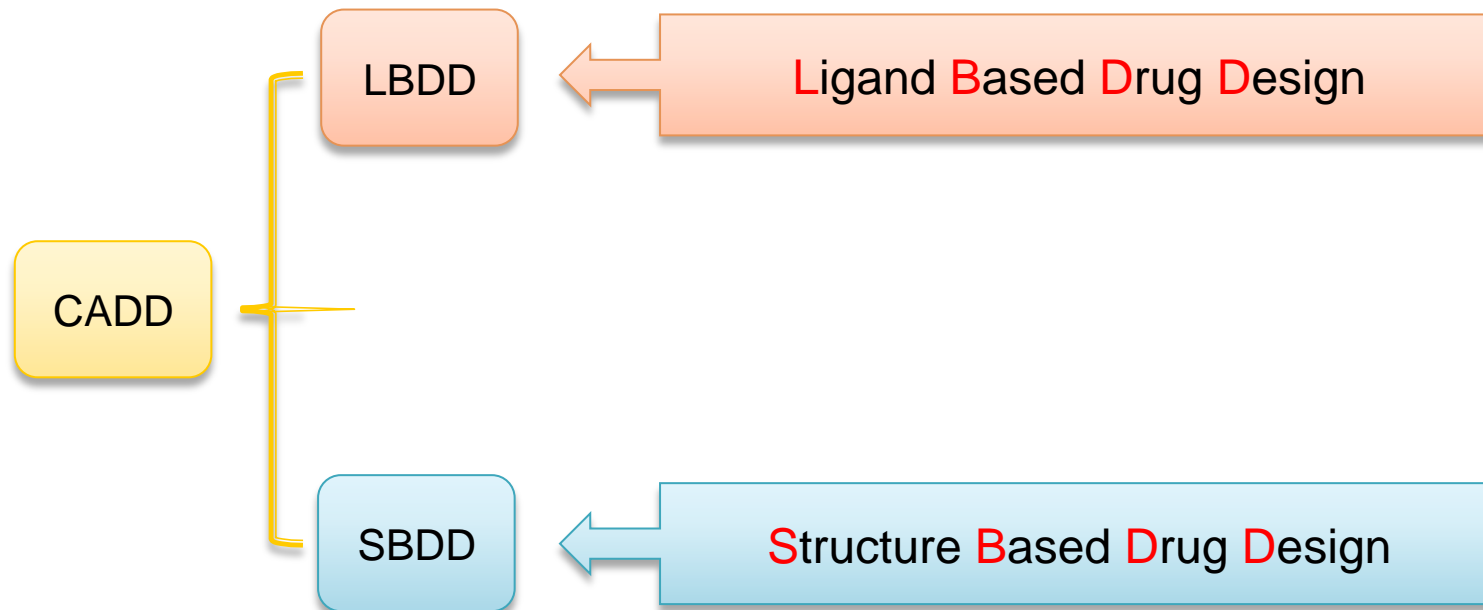 LBDD
Ligand Based Drug Design
CADD
SBDD
Structure Based Drug Design